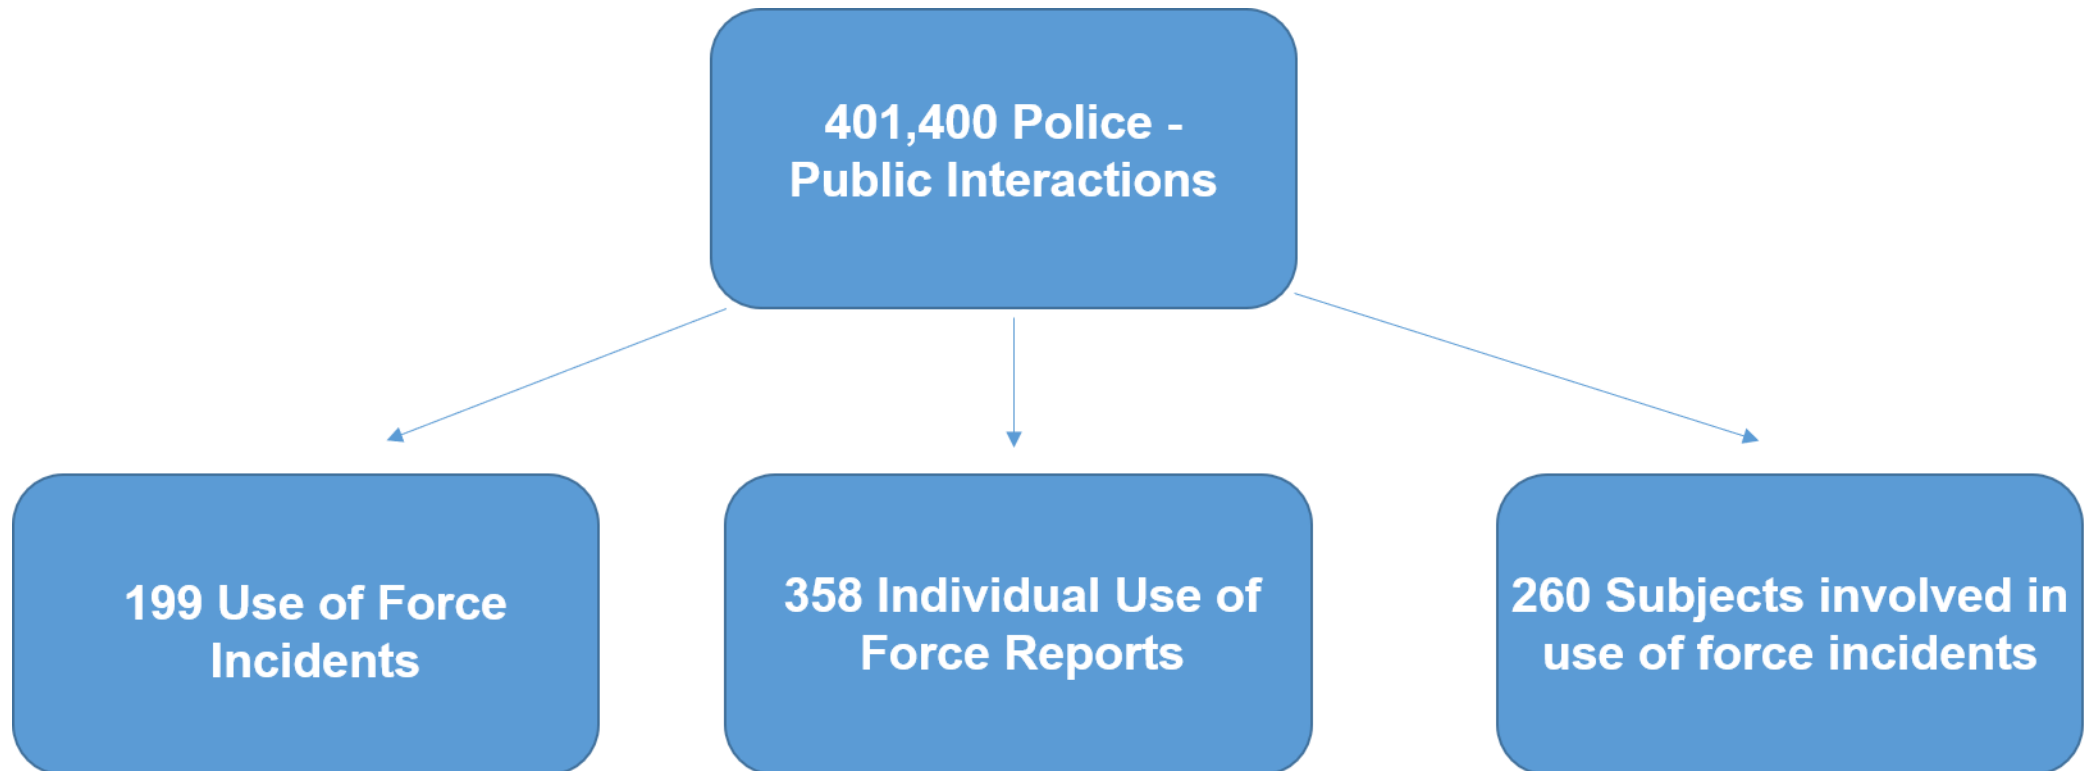 401,400 Police -
Public Interactions
199 Use of Force
Incidents
358 Individual Use of
Force Reports
260 Subjects involved in
use of force incidents